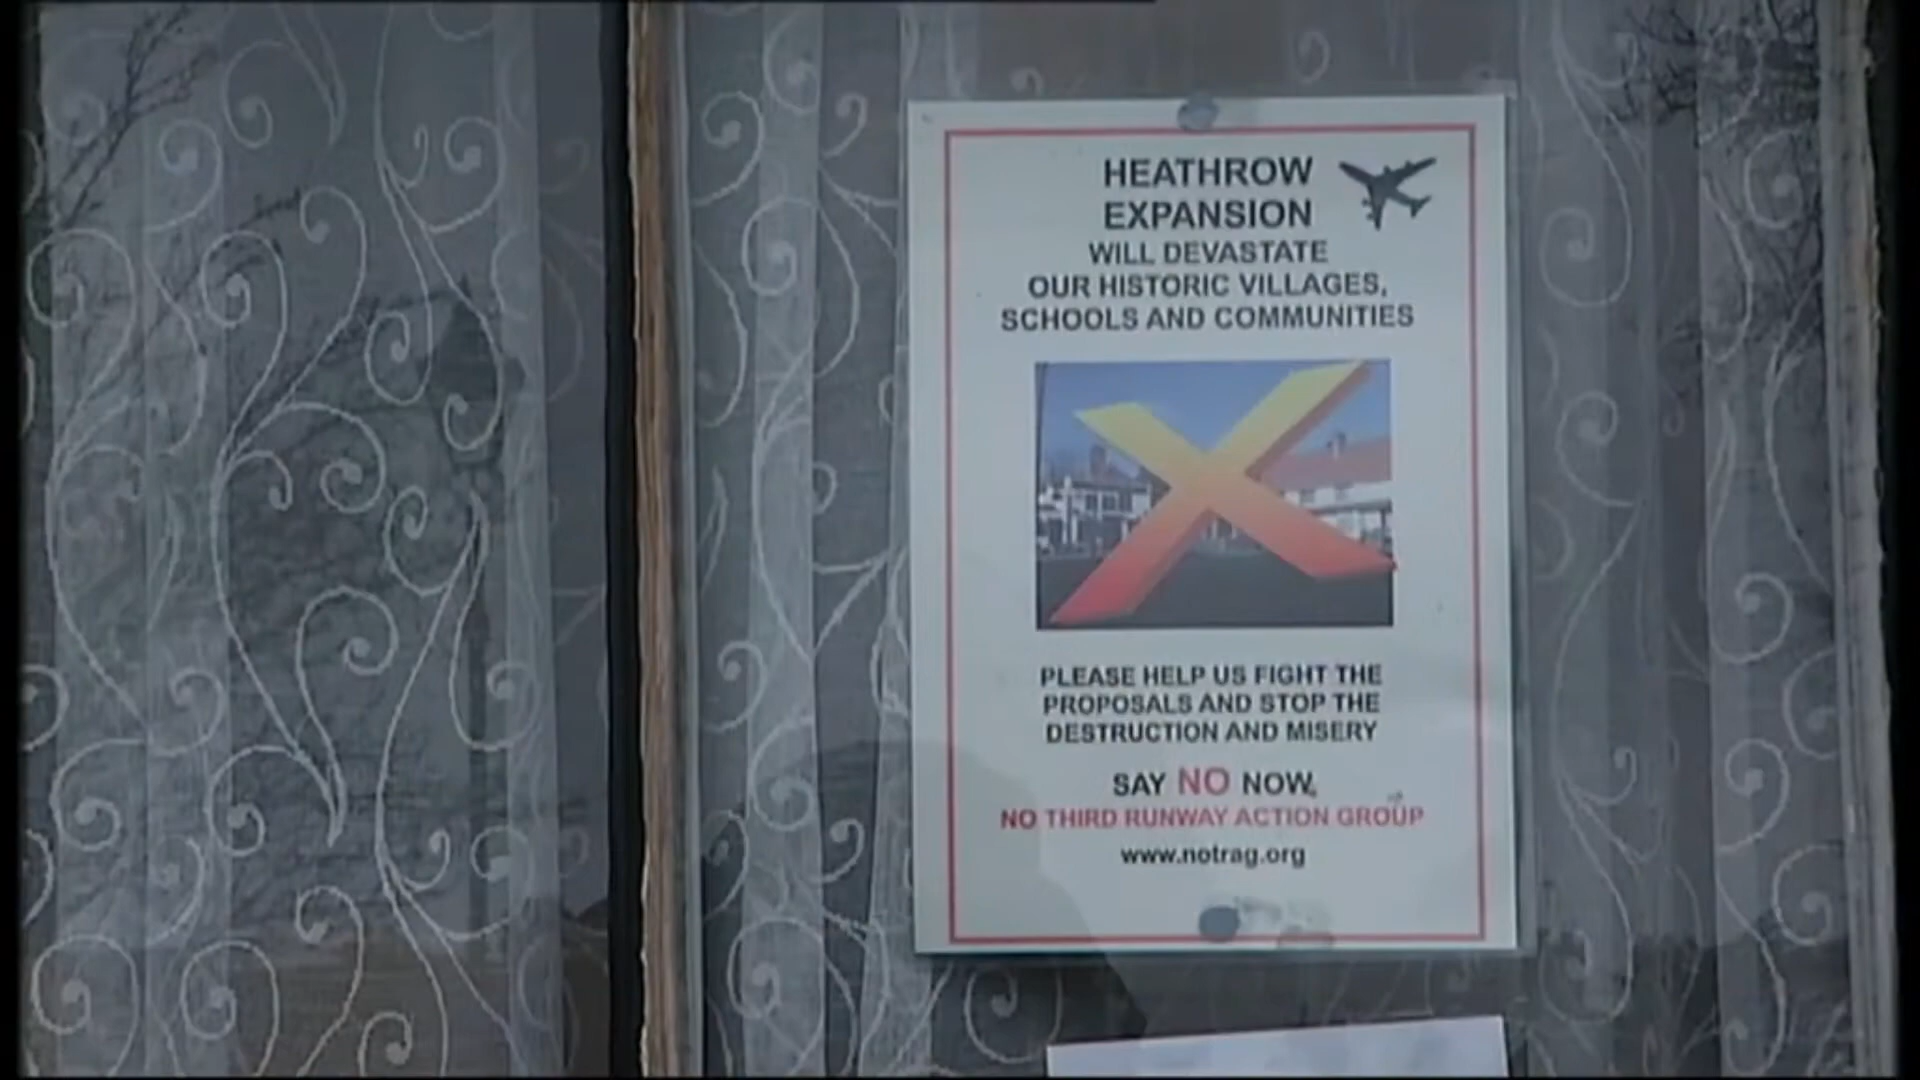 HEATHROW
EXPANSION
WILL DEVASTATE
OUR HISTORIC VILLAGES,
SCHOOLS AND COMMUNITIES
PLEASE HELP US FIGHT THE
PROPOSALS AND STOP THE
DESTRUCTION AND MISERY
SAY NO NOW,
NO THIRD RUNWAY ACTION GROUP
www.notrag.org